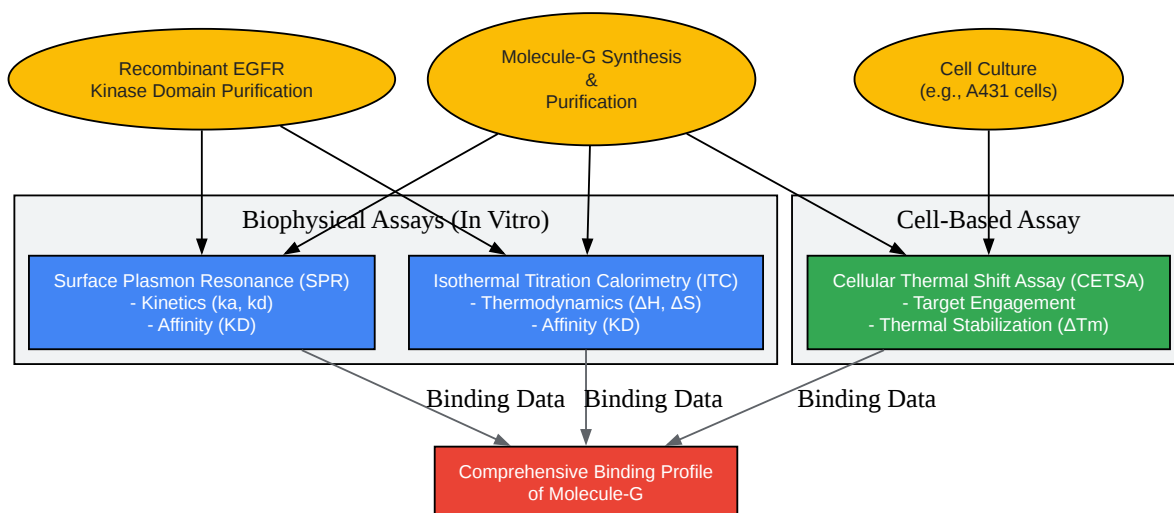 Recombinant EGFR
Kinase Domain Purification
Molecule-G Synthesis
&
Purification
Cell Culture
(e.g., A431 cells)
Biophysical Assays (In Vitro)
Cell-Based Assay
Surface Plasmon Resonance (SPR)
- Kinetics (ka, kd)
- Affinity (KD)
Isothermal Titration Calorimetry (ITC)
- Thermodynamics (ΔH, ΔS)
- Affinity (KD)
Cellular Thermal Shift Assay (CETSA)
- Target Engagement
- Thermal Stabilization (ΔTm)
Binding Data
Binding Data
Binding Data
Comprehensive Binding Profile
of Molecule-G